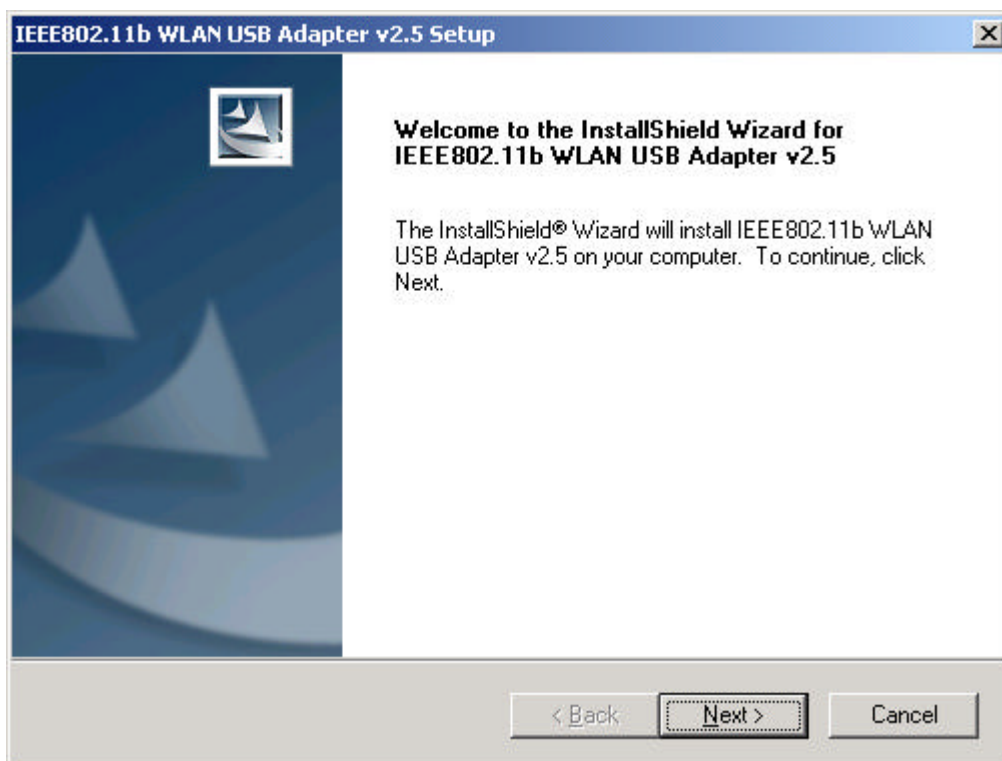 IEEE802.11b WLAN USB Adapter v2.5 Setup
Welcome to the InstallShield Wizard for
IEEE802.11b WLAN USB Adapter v2.5
The InstallShield® Wizard will install IEEE802.11b WLAN
USB Adapter v2.5 on your computer.  To continue, click
Next.
< Back
Next >
Cancel